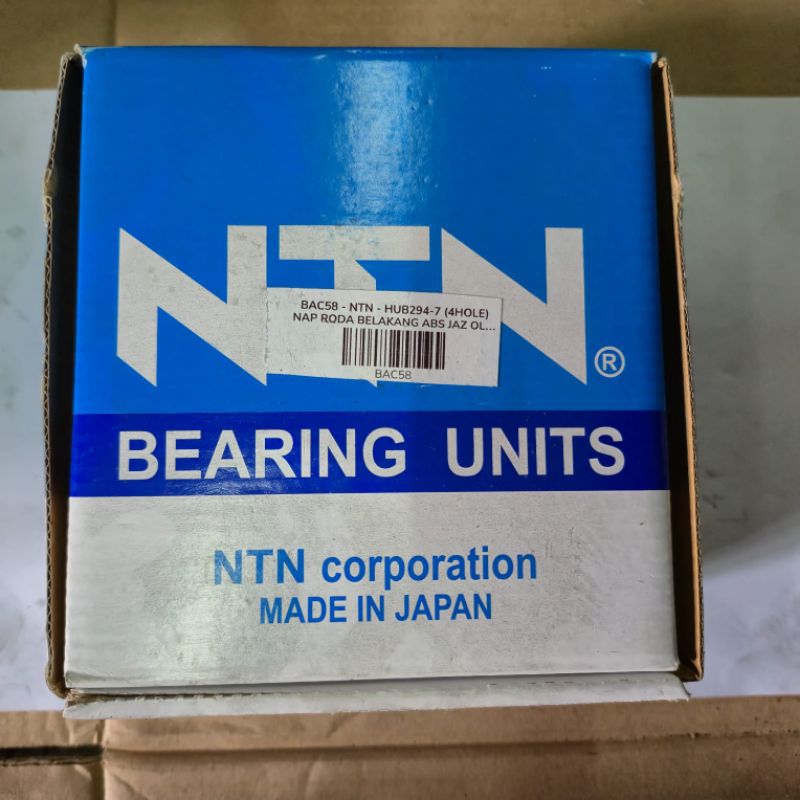 NTN®
BAC58 - NTN - HUB294-7 (4HOLE)
NAP RODA BELAKANG ABS JAZ OL...
BAC58
BEARING UNITS
NTN corporation
MADE IN JAPAN